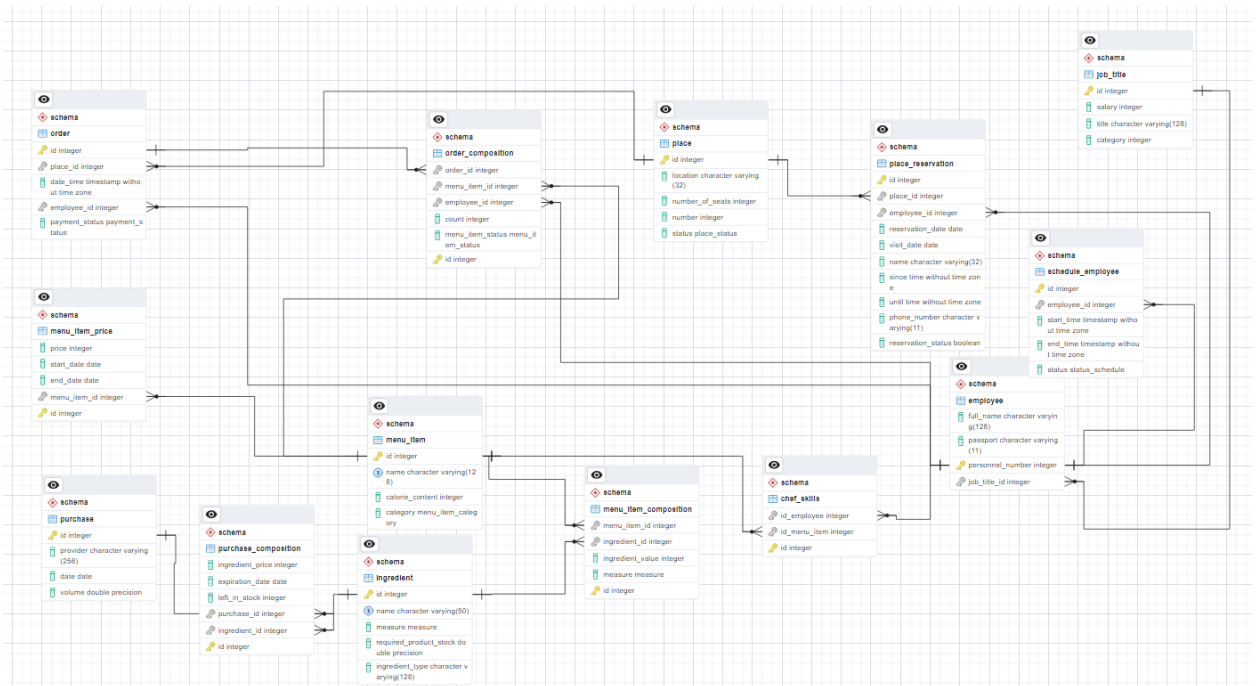 schema
job_title
id integer
salary integer
title character varying(128)
category integer
schema
order
id integer
place_id integer
date_time timestamp witho
ut time zone
employee_id integer
payment_status payment_s
tatus
schema
order_composition
order_id integer
menu_item_id integer
employee_id integer
count integer
menu_item_status menu_it
em_status
id integer
schema
place
id integer
location character varying
(32)
number_of_seats integer
number integer
status place_status
schema
place_reservation
id integer
place_id integer
employee_id integer
reservation_date date
visit_date date
name character varying(32)
since time without time zon
e
until time without time zone
phone_number character v
arying(11)
reservation_status boolean
schema
schedule_employee
id integer
employee_id integer
start_time timestamp witho
ut time zone
end_time timestamp withou
t time zone
status status_schedule
schema
menu_item_price
price integer
start_date date
end_date date
menu_item_id integer
id integer
schema
employee
full_name character varyin
g(128)
passport character varying
(11)
personnel_number integer
job_title_id integer
schema
menu_item
id integer
name character varying(12
8)
calorie_content integer
category menu_item_categ
ory
schema
menu_item_composition
menu_item_id integer
ingredient_id integer
ingredient_value integer
measure measure
id integer
schema
chef_skills
id_employee integer
id_menu_item integer
id integer
schema
purchase
id integer
provider character varying
(256)
date date
volume double precision
schema
purchase_composition
ingredient_price integer
expiration_date date
left_in_stock integer
purchase_id integer
ingredient_id integer
id integer
schema
ingredient
id integer
name character varying(50)
measure measure
required_product_stock do
uble precision
ingredient_type character v
arying(128)